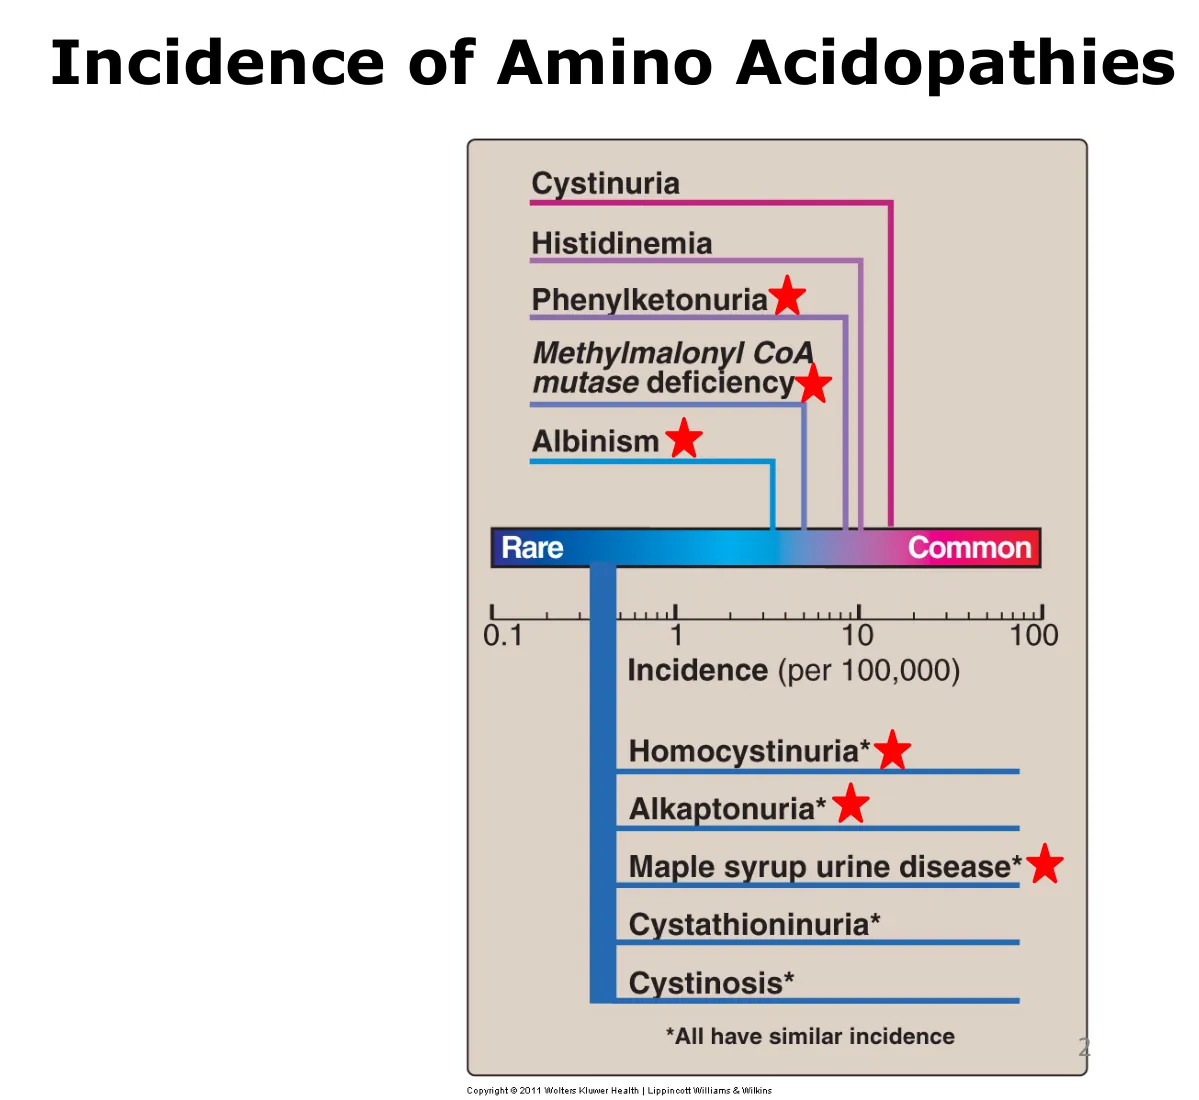 Incidence of Amino Acidopathies
Cystinuria
Histidinemia
Phenylketonuria
Methylmalonyl CoA
mutase deficiency
Albinism
Rare
Common
0.1 1 10 100
Incidence (per 100,000)
Homocystinuria*
Alkaptonuria*
Maple syrup urine disease*
Cystathioninuria*
Cystinosis*
*All have similar incidence
2
Copyright © 2011 Wolters Kluwer Health | Lippincott Williams & Wilkins